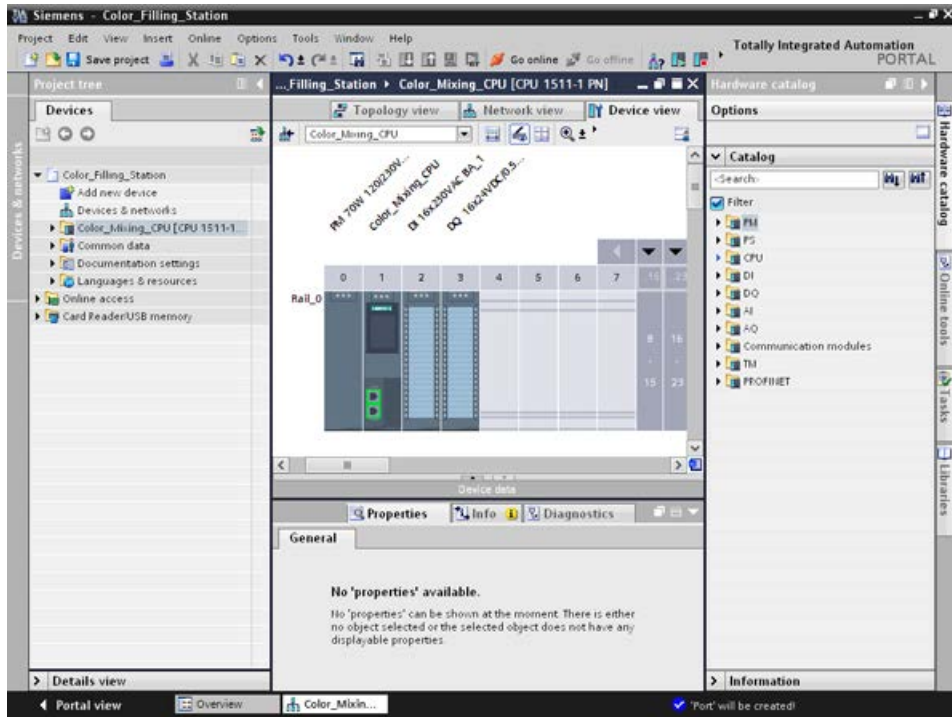 Siemens - Color_Filling_Station
Project Edit View Insert Online Options Tools Window Help
Save project
Go online
Go offline
Totally Integrated Automation
PORTAL
Project tree
Devices
Devices & networks
Color_Filling_Station
Add new device
Devices & networks
Color_Mixing_CPU [CPU 1511-1...
Common data
Documentation settings
Languages & resources
Online access
Card Reader/USB memory
Details view
..._Filling_Station Color_Mixing_CPU [CPU 1511-1 PN]
Topology view
Network view
Device view
Color_Mixing_CPU
PM 70W 120/230V...
Color_Mixing_CPU
DI 16x230VAC BA_1
DQ 16x24VDC/0.5...
0 1 2 3 4 5 6 7
Rail_0
8 16
15 23
Device data
Properties
Info
Diagnostics
General
No 'properties' available.
No 'properties' can be shown at the moment. There is either
no object selected or the selected object does not have any
displayable properties.
Hardware catalog
Options
Catalog
<Search>
Filter
PM
PS
CPU
DI
DQ
AI
AQ
Communication modules
TM
PROFINET
Information
Hardware catalog
Online tools
Tasks
Libraries
Portal view
Overview
Color_Mixin...
'Port' will be created!